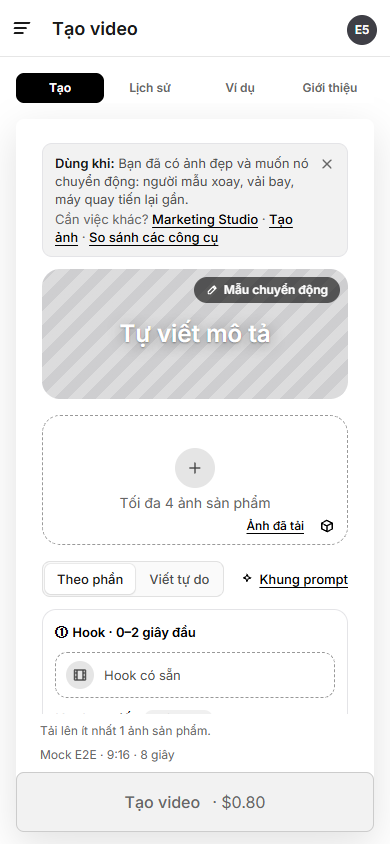 Tạo video
E5
Tạo
Lịch sử
Ví dụ
Giới thiệu
Dùng khi: Bạn đã có ảnh đẹp và muốn nó
chuyển động: người mẫu xoay, vải bay,
máy quay tiến lại gần.
Cần việc khác? Marketing Studio · Tạo
ảnh · So sánh các công cụ
Mẫu chuyển động
Tự viết mô tả
Tối đa 4 ảnh sản phẩm
Ảnh đã tải
Theo phần
Viết tự do
Khung prompt
① Hook · 0–2 giây đầu
Hook có sẵn
Tải lên ít nhất 1 ảnh sản phẩm.
Mock E2E · 9:16 · 8 giây
Tạo video · $0.80